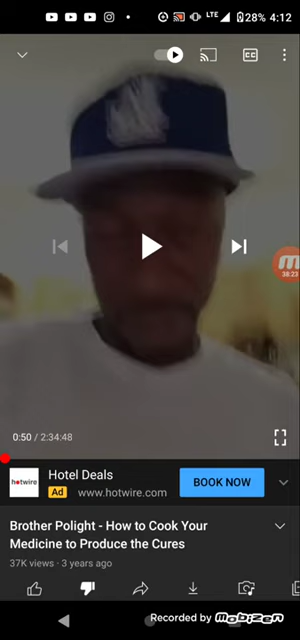 LTE 28% 4:12
CC
38:23
0:50 / 2:34:48
hotwire
Hotel Deals
Ad www.hotwire.com
BOOK NOW
Brother Polight - How to Cook Your
Medicine to Produce the Cures
37K views · 3 years ago
Recorded by Mobizen